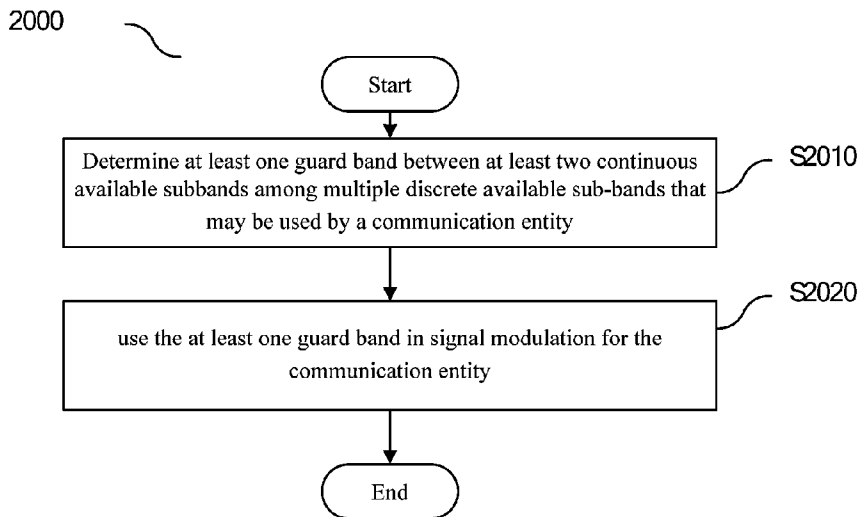 2000
Start
Determine at least one guard band between at least two continuous
available subbands among multiple discrete available sub-bands that
may be used by a communication entity
S2010
use the at least one guard band in signal modulation for the
communication entity
S2020
End